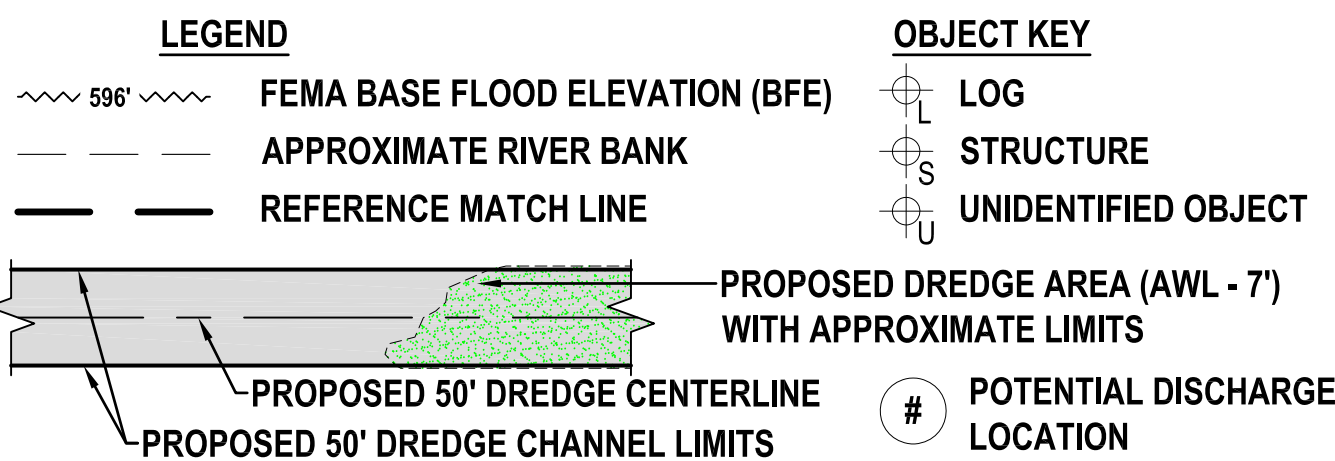 LEGEND
596'
FEMA BASE FLOOD ELEVATION (BFE)
APPROXIMATE RIVER BANK
REFERENCE MATCH LINE
OBJECT KEY
L
LOG
S
STRUCTURE
U
UNIDENTIFIED OBJECT
PROPOSED DREDGE AREA (AWL - 7')
WITH APPROXIMATE LIMITS
PROPOSED 50' DREDGE CENTERLINE
PROPOSED 50' DREDGE CHANNEL LIMITS
#
POTENTIAL DISCHARGE
LOCATION